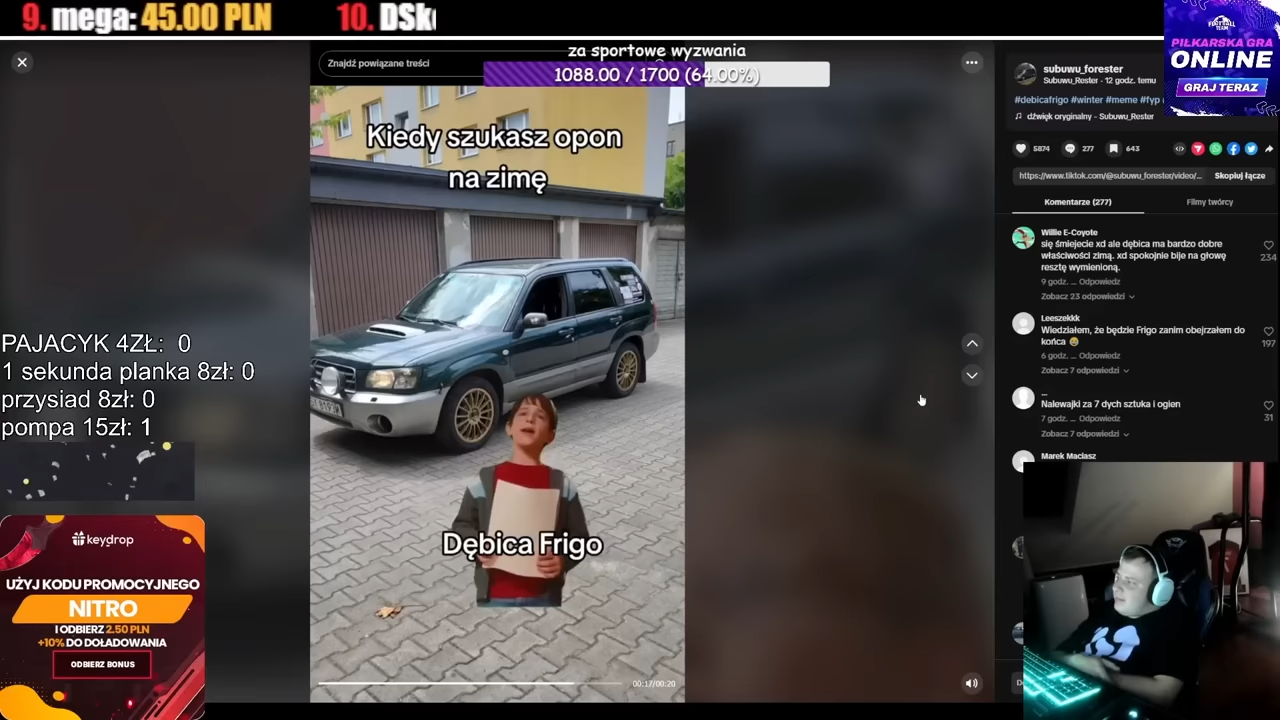 9. mega: 45.00 PLN
10. DSk
za sportowe wyzwania
1088.00 / 1700 (64.00%)
Znajdź powiązane treści
Kiedy szukasz opon
na zimę
Dębica Frigo
00:17/00:20
PAJACYK 4ZŁ: 0
1 sekunda planka 8zł: 0
przysiad 8zł: 0
pompa 15zł: 1
keydrop
UŻYJ KODU PROMOCYJNEGO
NITRO
I ODBIERZ 2.50 PLN
+10% DO DOŁADOWANIA
ODBIERZ BONUS
FOOTBALL
TEAM
PIŁKARSKA GRA
ONLINE
GRAJ TERAZ
subuwu_forester
Subuwu_Rester · 12 godz. temu
#debicafrigo #winter #meme #fyp
dźwięk oryginalny - Subuwu_Rester
5874
277
643
https://www.tiktok.com/@subuwu_forester/video/...
Skopiuj łącze
Komentarze (277)
Filmy twórcy
Willie E-Coyote
się śmiejecie xd ale dębica ma bardzo dobre
właściwości zimą. xd spokojnie bije na głowę
resztę wymienioną.
234
9 godz. ... Odpowiedz
Zobacz 23 odpowiedzi
Leeszekkk
Wiedziałem, że będzie Frigo zanim obejrzałem do
końca 😂
197
6 godz. ... Odpowiedz
Zobacz 7 odpowiedzi
...
Nalewajki za 7 dych sztuka i ogien
31
7 godz. ... Odpowiedz
Zobacz 7 odpowiedzi
Marek Maciasz